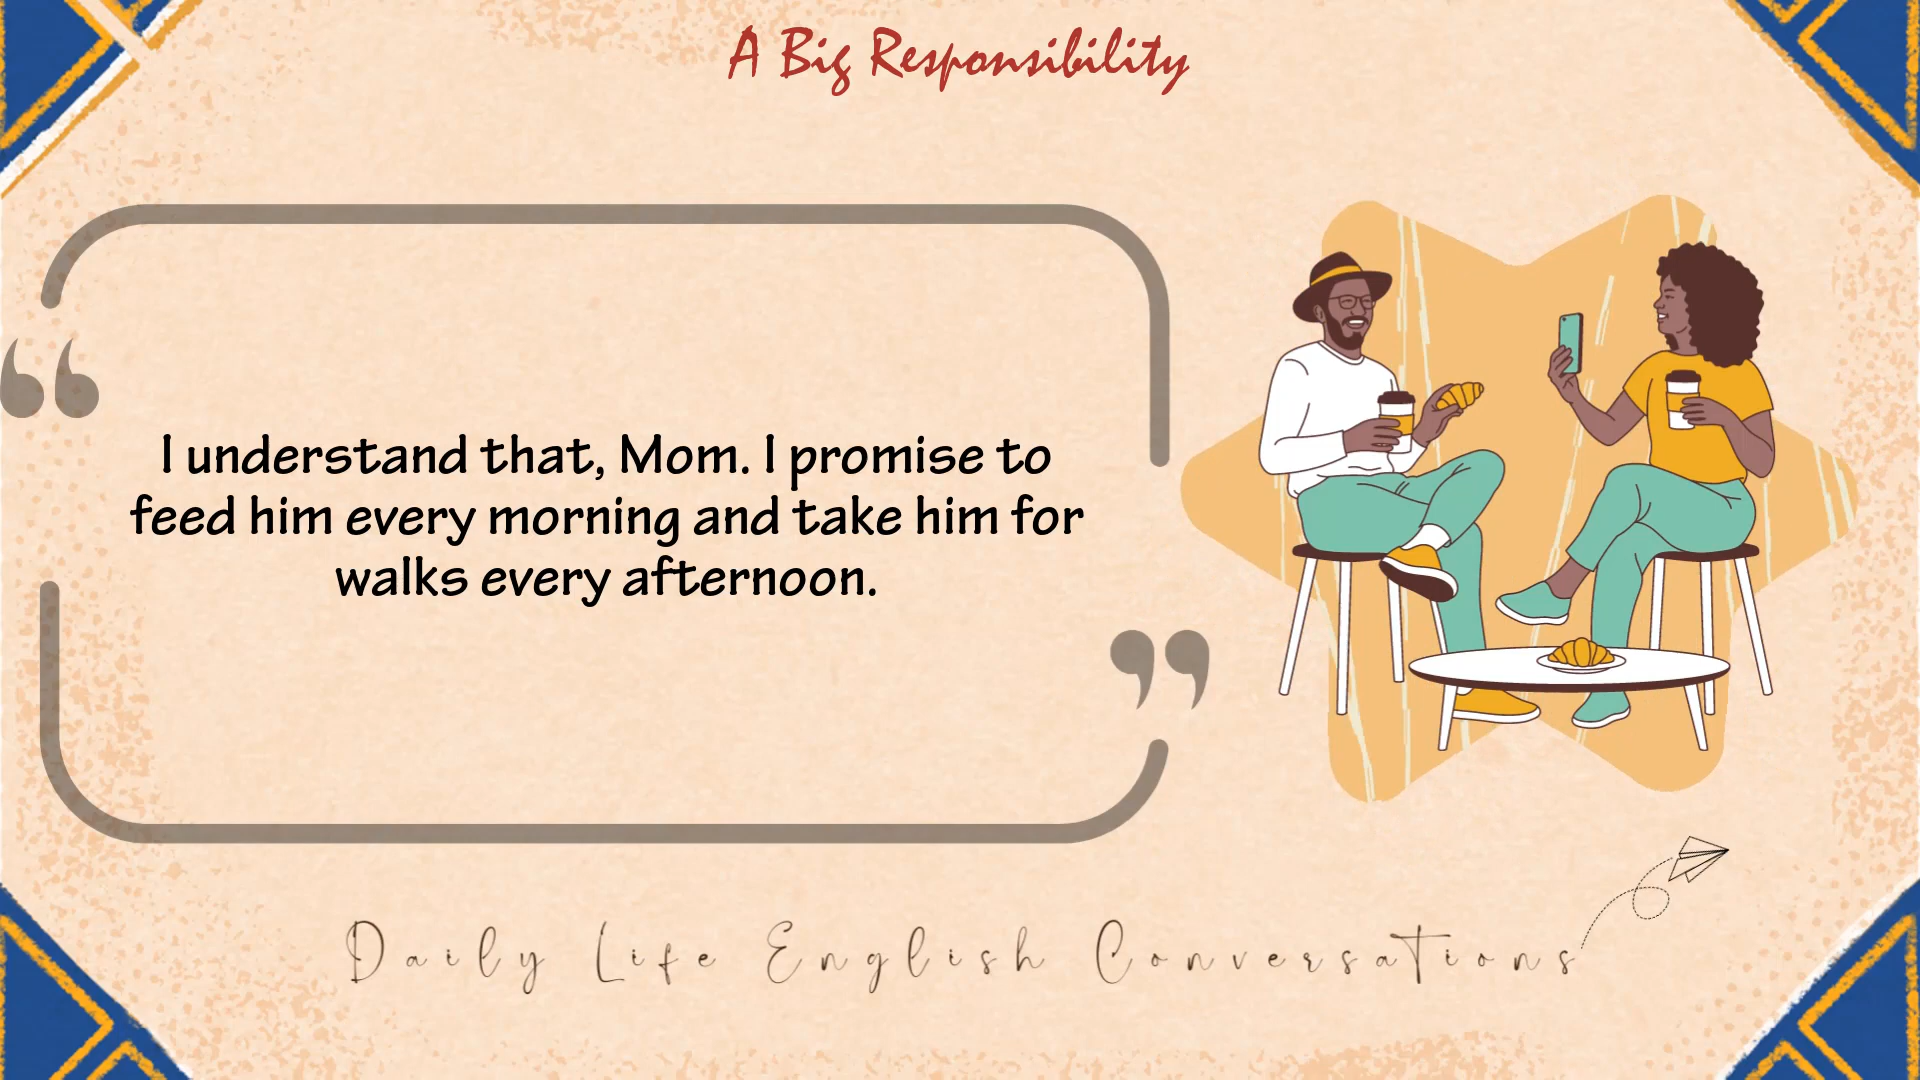 A Big Responsibility
I understand that, Mom. I promise to
feed him every morning and take him for
walks every afternoon.
Daily Life English Conversations